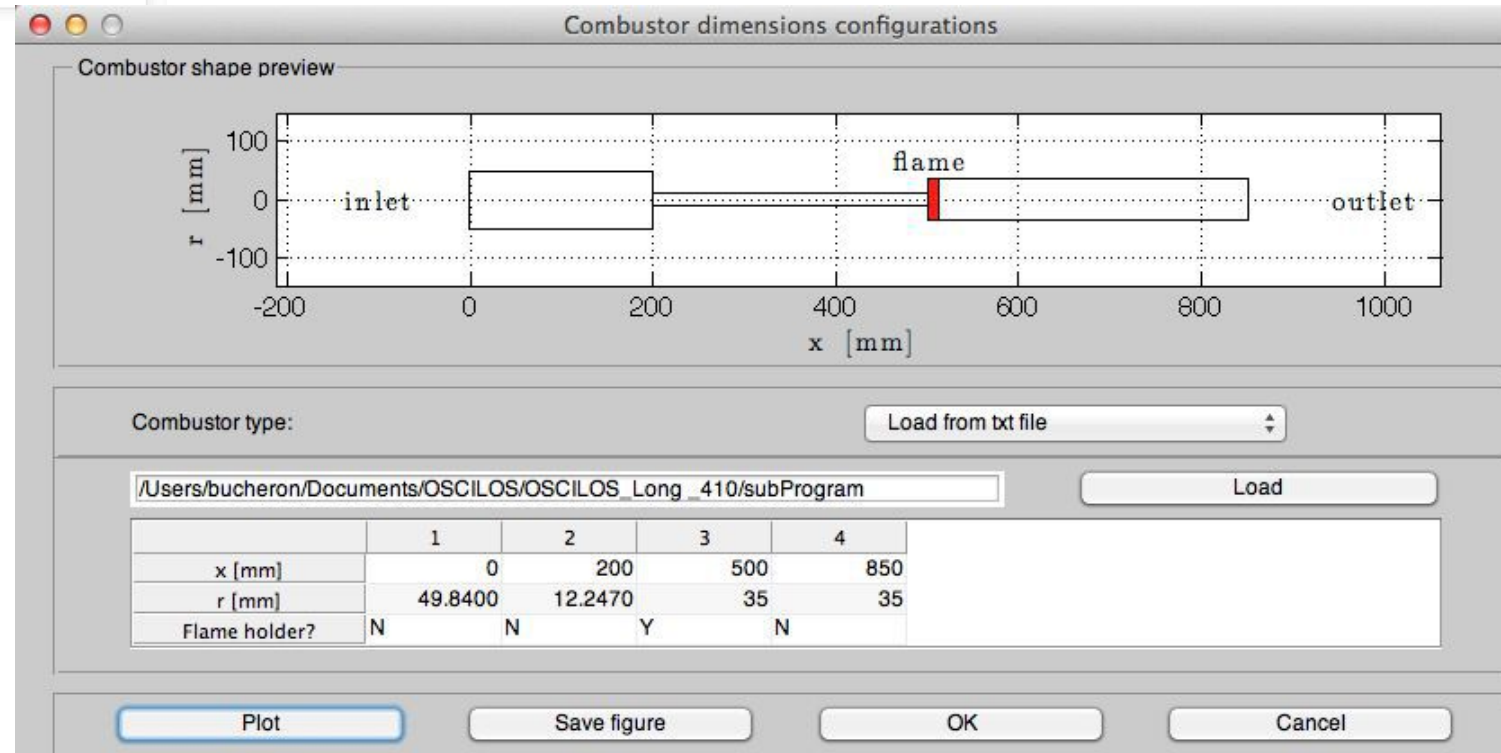 Combustor dimensions configurations
Combustor shape preview
100
0
-100
r [mm]
inlet
flame
outlet
-200 0 200 400 600 800 1000
x [mm]
Combustor type:
Load from txt file
/Users/bucheron/Documents/OSCILOS/OSCILOS_Long _410/subProgram
Load
1 2 3 4
x [mm] 0 200 500 850
r [mm] 49.8400 12.2470 35 35
Flame holder? N N Y N
Plot Save figure OK Cancel